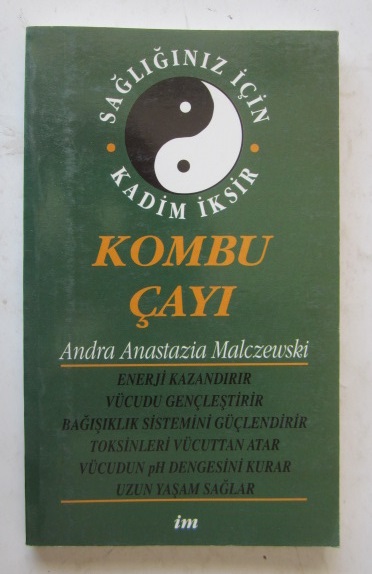 SAĞLIĞINIZ İÇİN
KADİM İKSİR
KOMBU
ÇAYI
Andra Anastazia Malczewski
ENERJİ KAZANDIRIR
VÜCUDU GENÇLEŞTİRİR
BAĞIŞIKLIK SİSTEMİNİ GÜÇLENDİRİR
TOKSİNLERİ VÜCUTTAN ATAR
VÜCUDUN pH DENGESİNİ KURAR
UZUN YAŞAM SAĞLAR
im